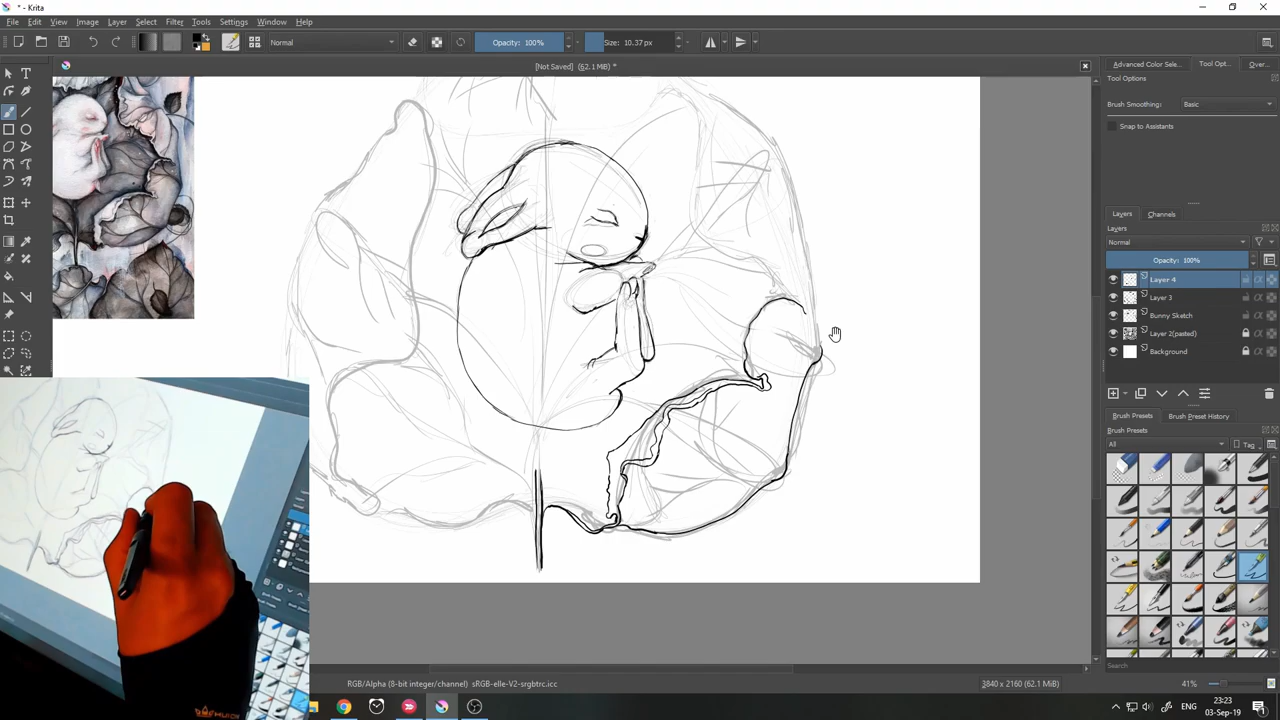 * - Krita
File Edit View Image Layer Select Filter Tools Settings Window Help
Normal
Opacity: 100%
Size: 10.37 px
[Not Saved] (62.1 MiB) *
Advanced Color Sele...
Tool Opt...
Over...
Tool Options
Brush Smoothing:
Basic
Snap to Assistants
Layers
Channels
Layers
Normal
Opacity: 100%
Layer 4
Layer 3
Bunny Sketch
Layer 2(pasted)
Background
Brush Presets
Brush Preset History
Brush Presets
All
Tag
Search
RGB/Alpha (8-bit integer/channel) sRGB-elle-V2-srgbtrc.icc
3840 x 2160 (62.1 MiB)
41%
ENG
23:23
03-Sep-19